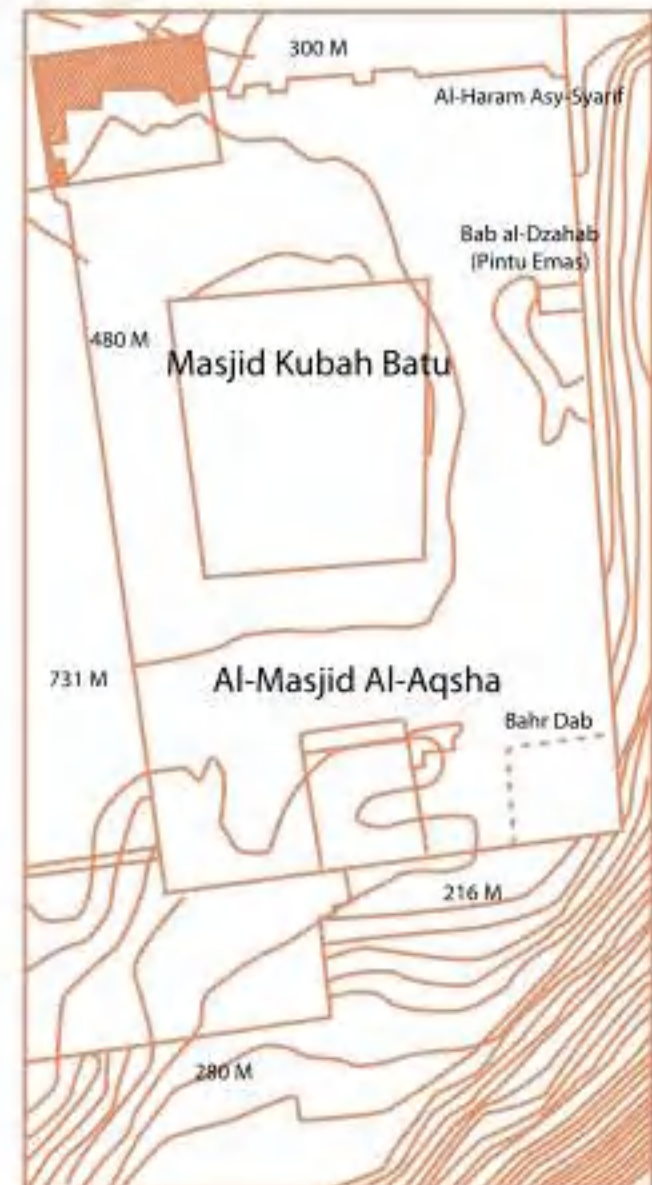 300 M
Al-Haram Asy-Syarif
Bab al-Dzahab
(Pintu Emas)
480 M
Masjid Kubah Batu
731 M
Al-Masjid Al-Aqsha
Bahr Dab
216 M
280 M